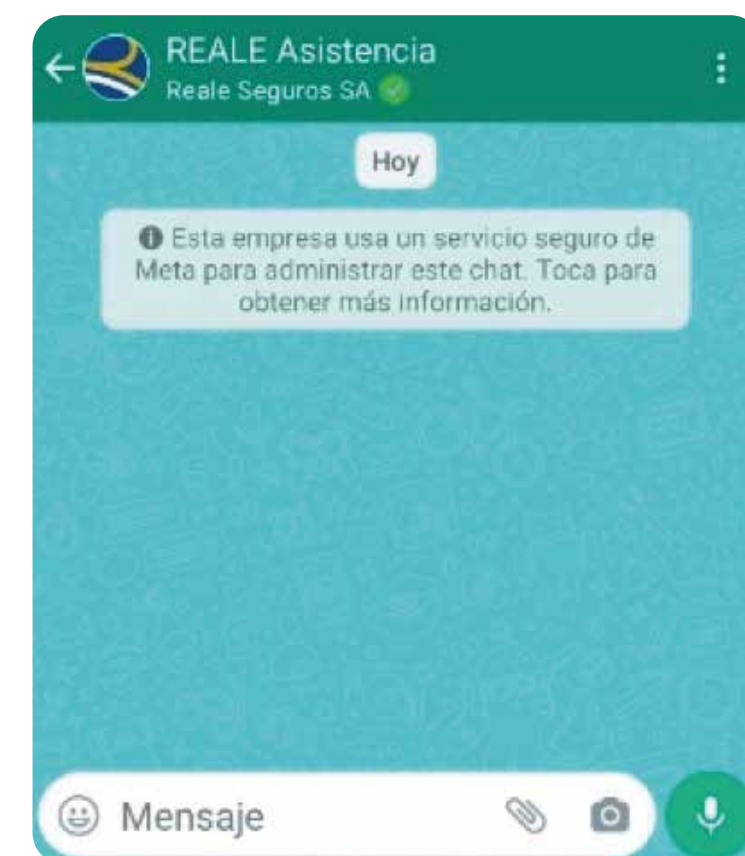 REALE Asistencia
Reale Seguros SA
Hoy
Esta empresa usa un servicio seguro de
Meta para administrar este chat. Toca para
obtener más información.
Mensaje